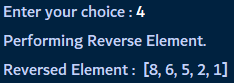 Enter your choice : 4
Performing Reverse Element.
Reversed Element :  [8, 6, 5, 2, 1]